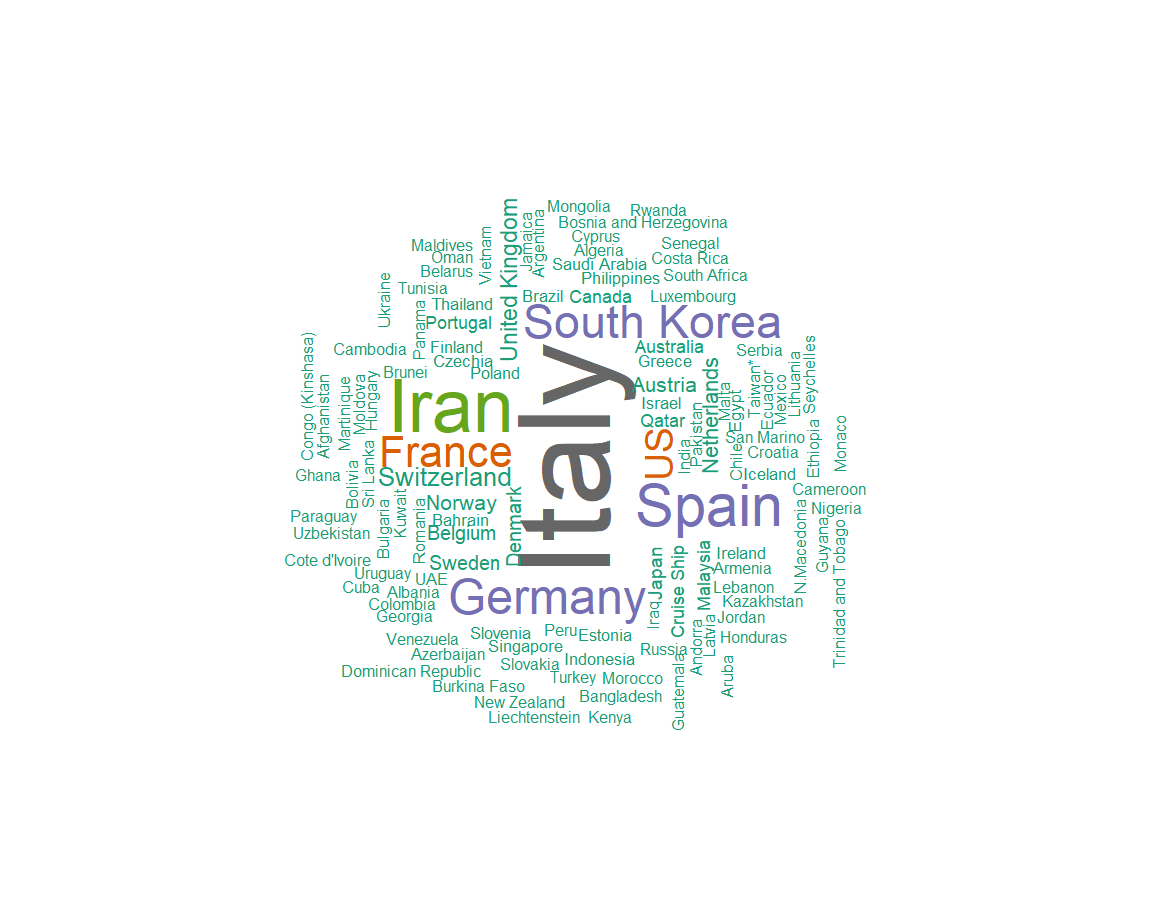 Mongolia
Rwanda
Bosnia and Herzegovina
Cyprus
Senegal
Maldives
Algeria
Costa Rica
Oman
Vietnam
United Kingdom
Jamaica
Argentina
Saudi Arabia
Belarus
Philippines
South Africa
Tunisia
Ukraine
Thailand
Brazil
Canada
Luxembourg
Portugal
Panama
South Korea
Cambodia
Finland
Australia
Serbia
Czechia
Greece
Brunei
Poland
Congo (Kinshasa)
Afghanistan
Martinique
Moldova
Hungary
Iran
Italy
Austria
Israel
Qatar
Netherlands
Malta
Egypt
Taiwan*
Ecuador
Mexico
Lithuania
Seychelles
France
US
India
Pakistan
San Marino
Chile
Croatia
Ethiopia
Monaco
Ghana
Bolivia
Sri Lanka
Switzerland
Iceland
Spain
Cameroon
Nigeria
Norway
Paraguay
Bahrain
Uzbekistan
Bulgaria
Kuwait
Romania
Belgium
Denmark
N.Macedonia
Guyana
Trinidad and Tobago
Cote d'Ivoire
Sweden
Ireland
Armenia
Uruguay
UAE
Cuba
Albania
Germany
Japan
Cruise Ship
Malaysia
Lebanon
Colombia
Kazakhstan
Georgia
Iraq
Jordan
Venezuela
Slovenia
Peru
Estonia
Honduras
Azerbaijan
Singapore
Russia
Andorra
Latvia
Slovakia
Indonesia
Dominican Republic
Turkey
Morocco
Guatemala
Aruba
Burkina Faso
Bangladesh
New Zealand
Liechtenstein
Kenya